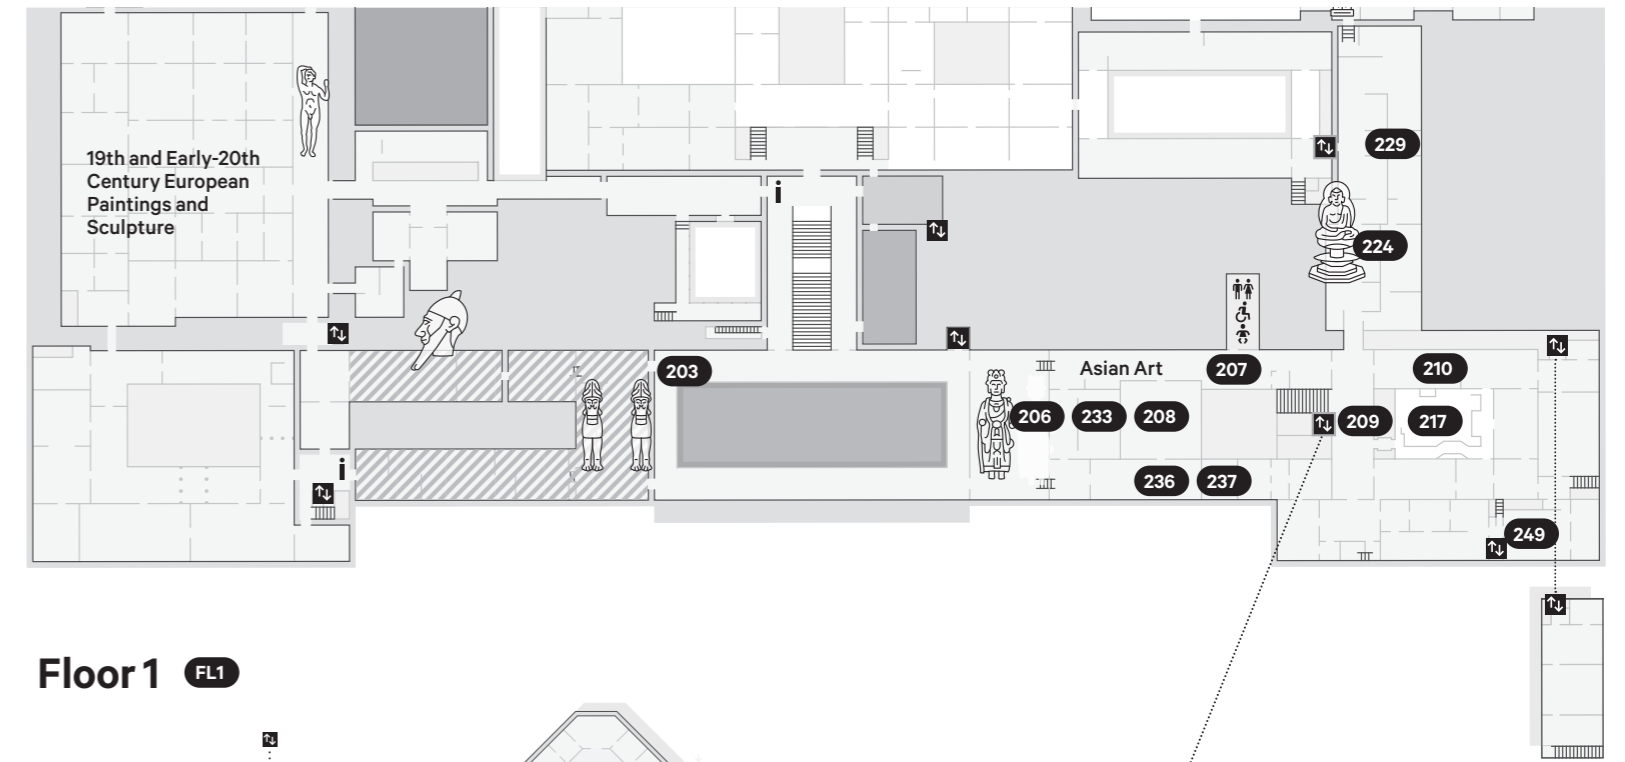 229
19th and Early-20th
Century European
Paintings and
Sculpture
i
224
203
Asian Art
207
210
206
233
208
209
217
i
236
237
249
Floor 1
FL1